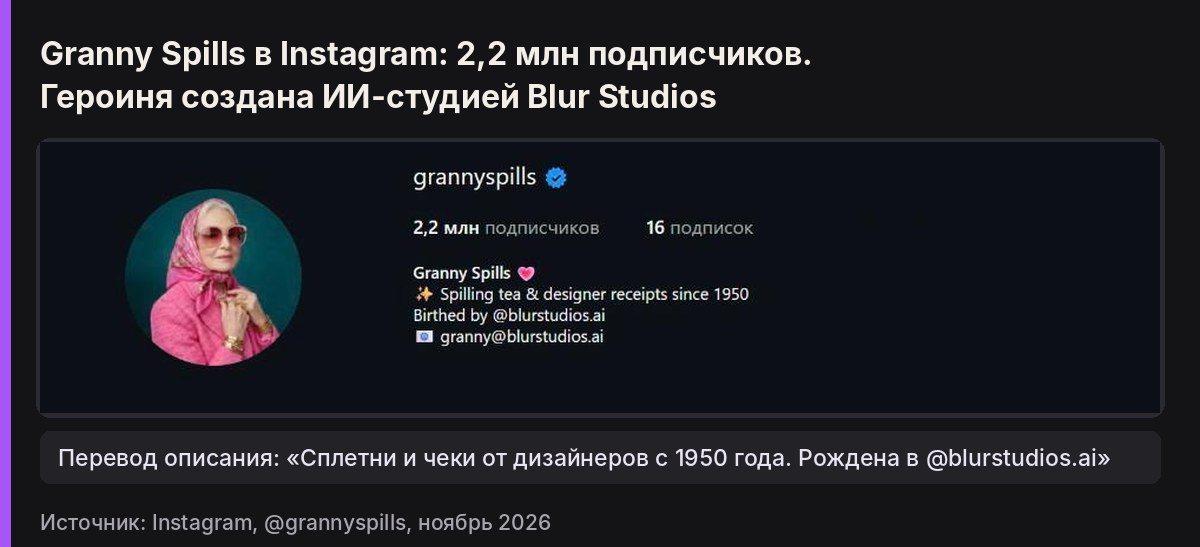 Granny Spills в Instagram: 2,2 млн подписчиков.
Героиня создана ИИ-студией Blur Studios
grannyspills
2,2 млн подписчиков 16 подписок
Granny Spills 💗
✨ Spilling tea & designer receipts since 1950
Birthed by @blurstudios.ai
📧 granny@blurstudios.ai
Перевод описания: «Сплетни и чеки от дизайнеров с 1950 года. Рождена в @blurstudios.ai»
Источник: Instagram, @grannyspills, ноябрь 2026